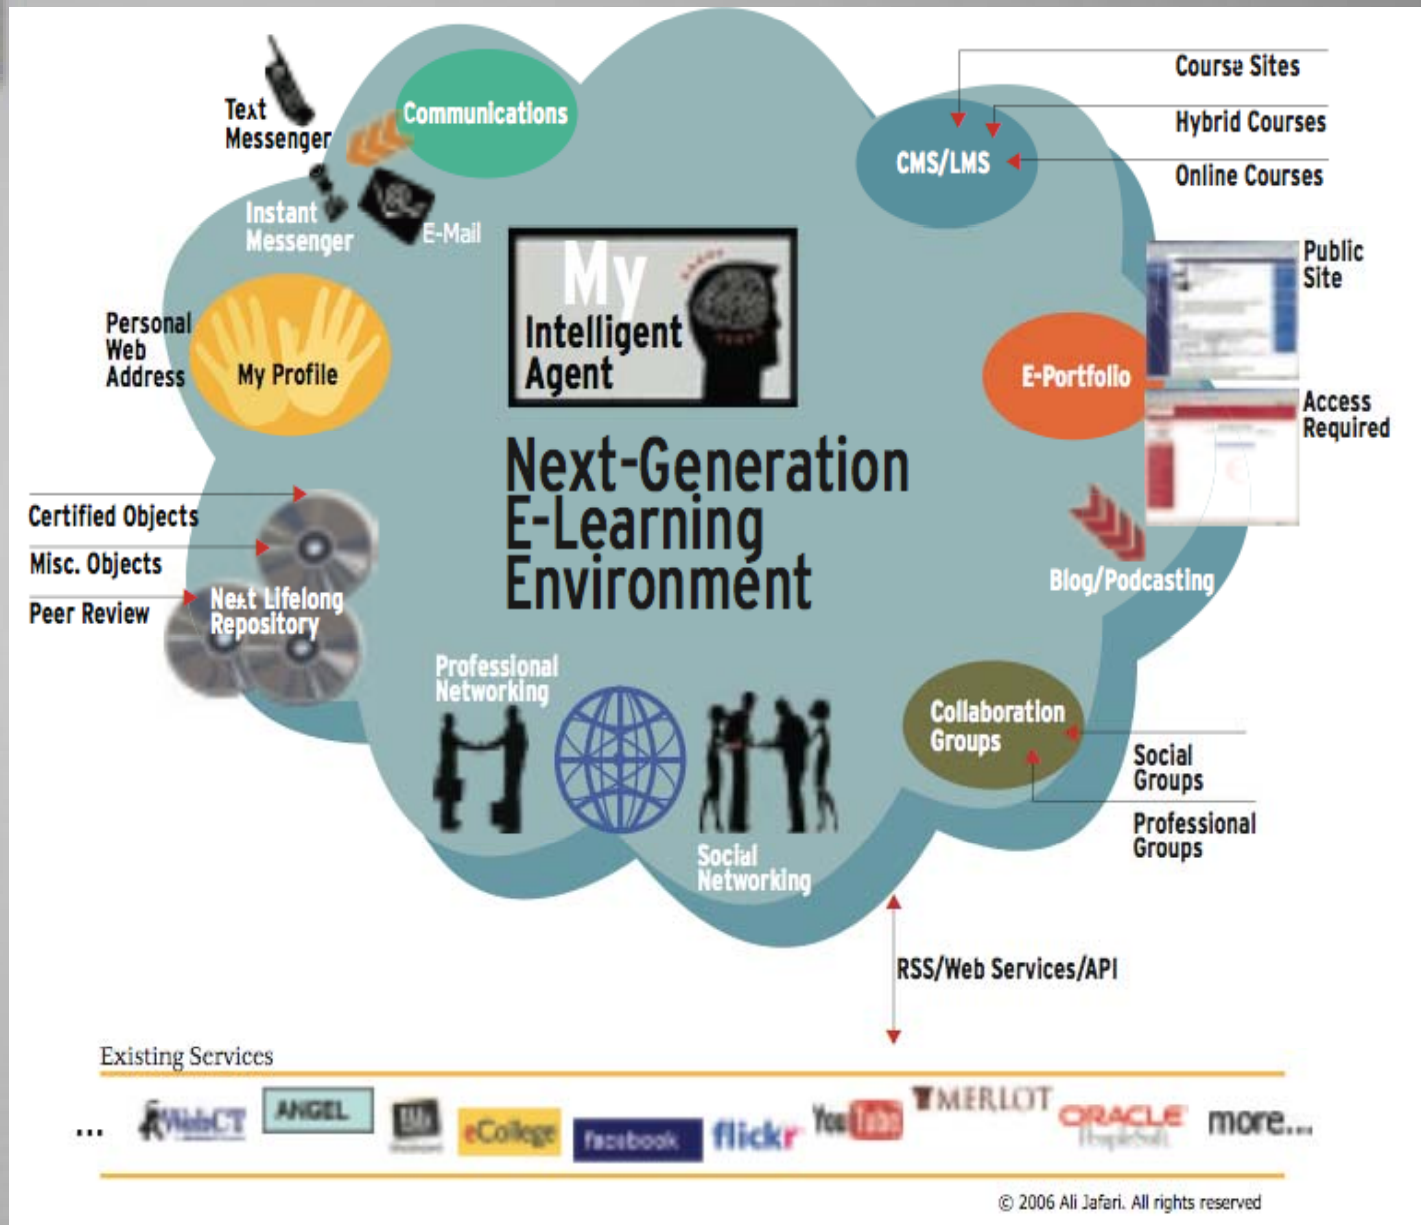 Text
Messenger
Communications
Instant
Messenger
E-Mail
Course Sites
Hybrid Courses
Online Courses
CMS/LMS
My
Intelligent
Agent
Personal
Web
Address
My Profile
Public
Site
E-Portfolio
Access
Required
Next-Generation
E-Learning
Environment
Certified Objects
Misc. Objects
Peer Review
Next Lifelong
Repository
Blog/Podcasting
Professional
Networking
Social
Networking
Collaboration
Groups
Social
Groups
Professional
Groups
RSS/Web Services/API
Existing Services
...
WebCT
ANGEL
eCollege
facebook
flickr
YouTube
MERLOT
ORACLE
PeopleSoft
more...
© 2006 Ali Jafari. All rights reserved